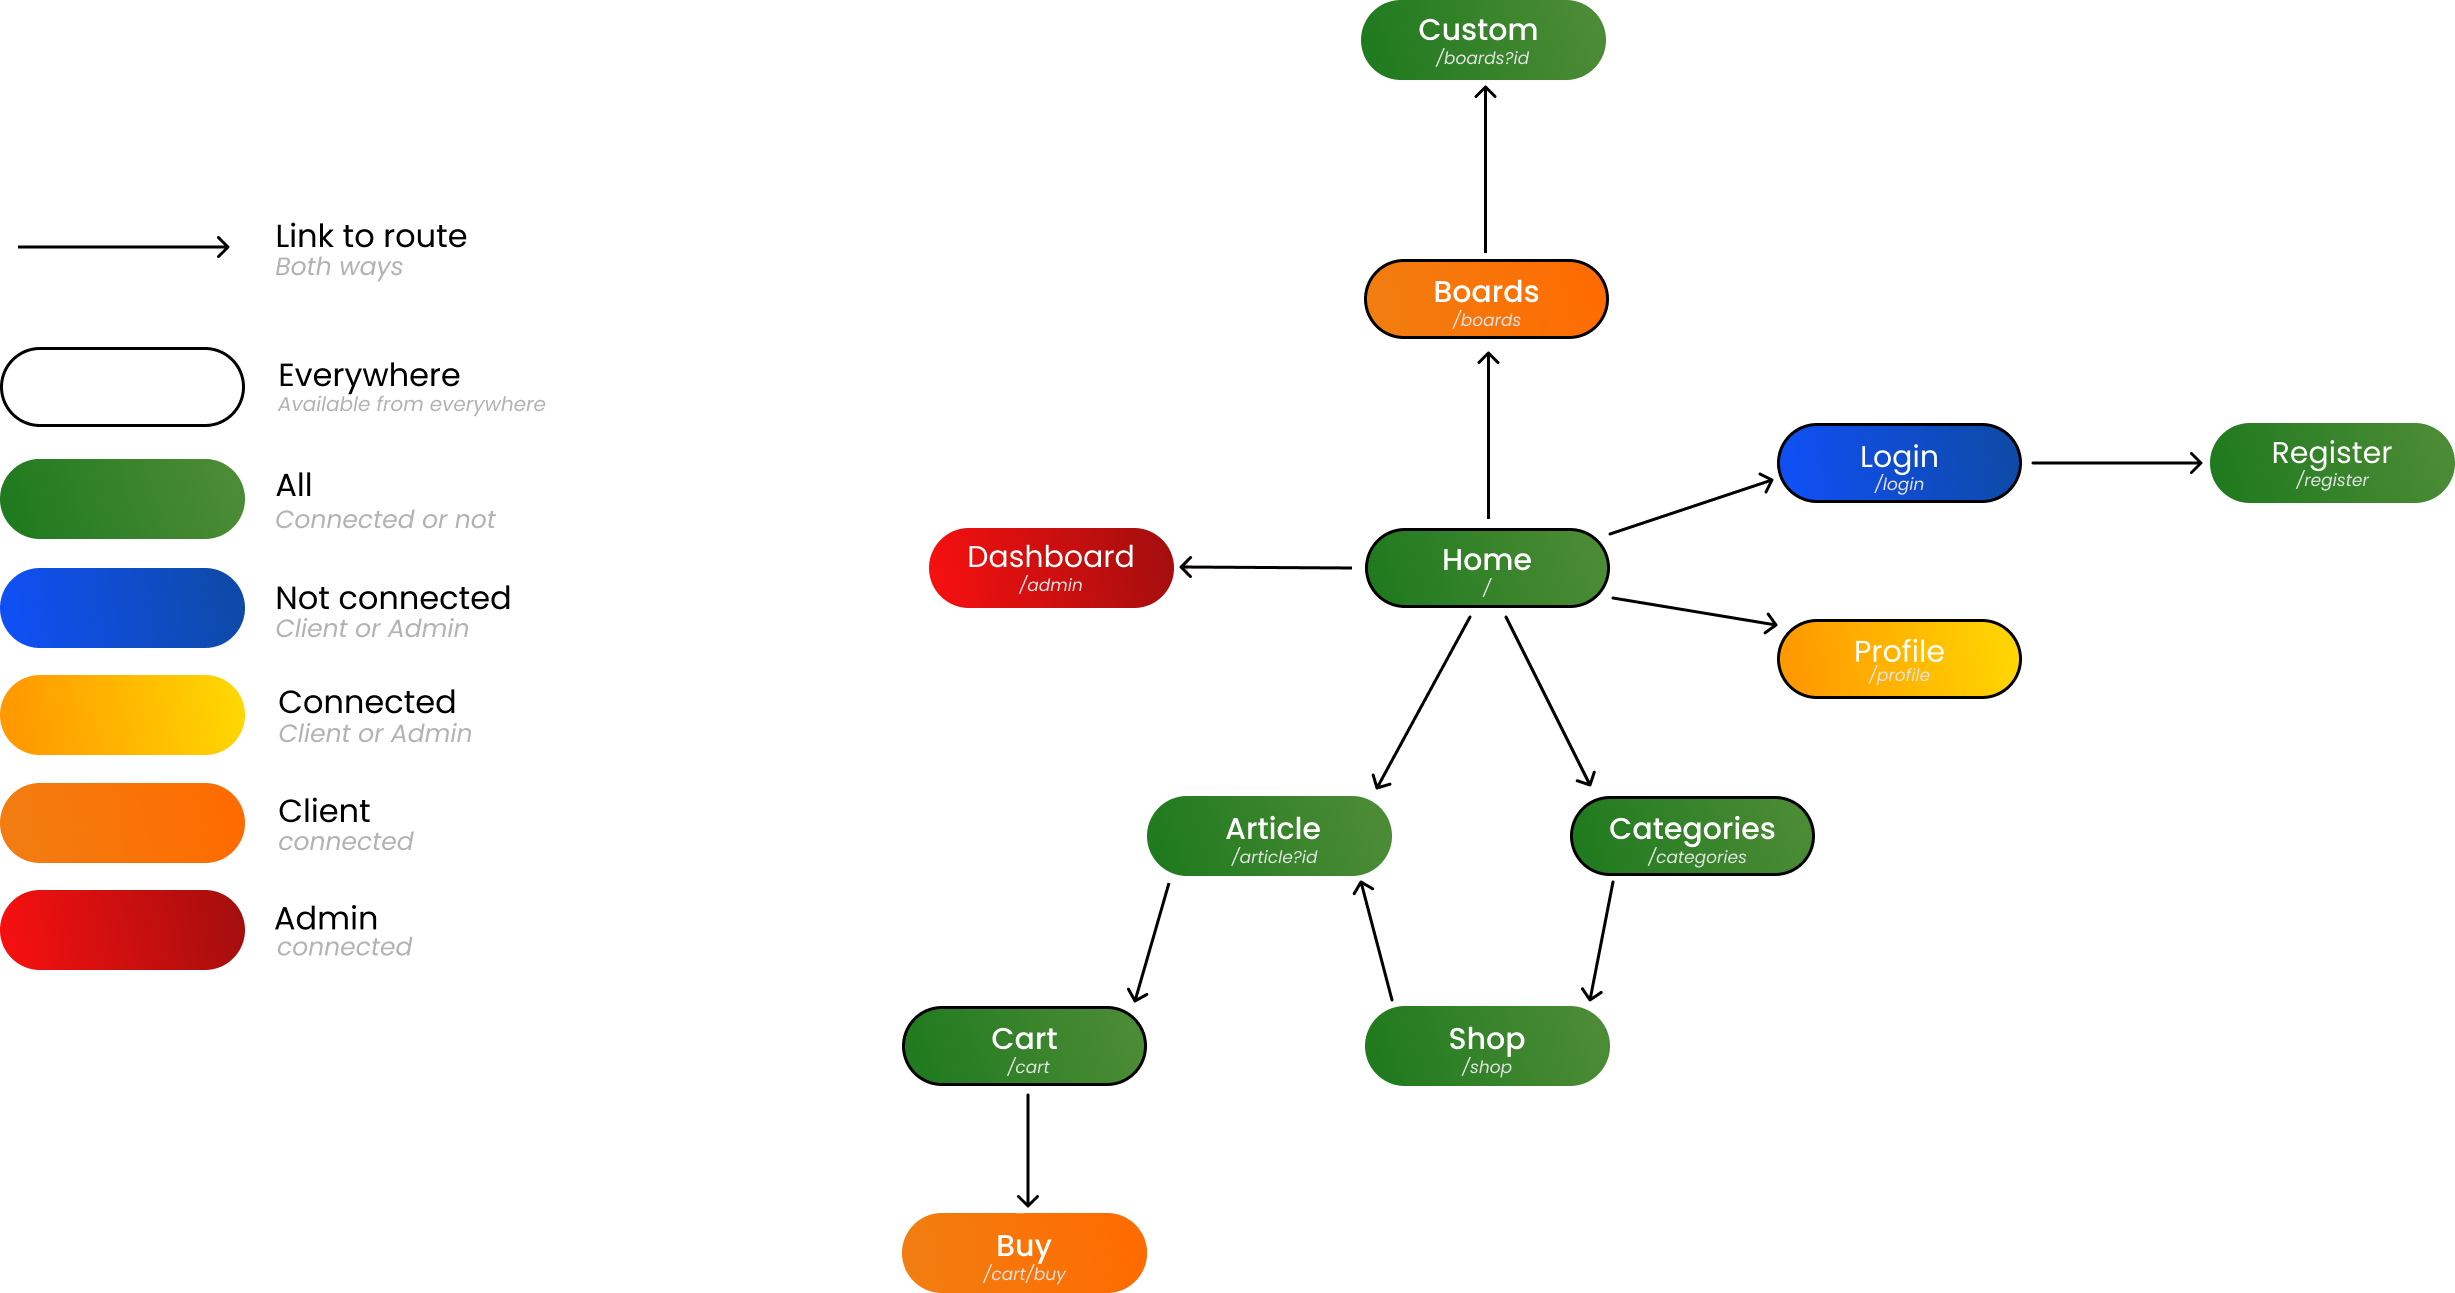 Link to route
Both ways
Everywhere
Available from everywhere
All
Connected or not
Not connected
Client or Admin
Connected
Client or Admin
Client
connected
Admin
connected
Custom
/boards?id
Boards
/boards
Login
/login
Register
/register
Dashboard
/admin
Home
/
Profile
/profile
Article
/article?id
Categories
/categories
Cart
/cart
Shop
/shop
Buy
/cart/buy